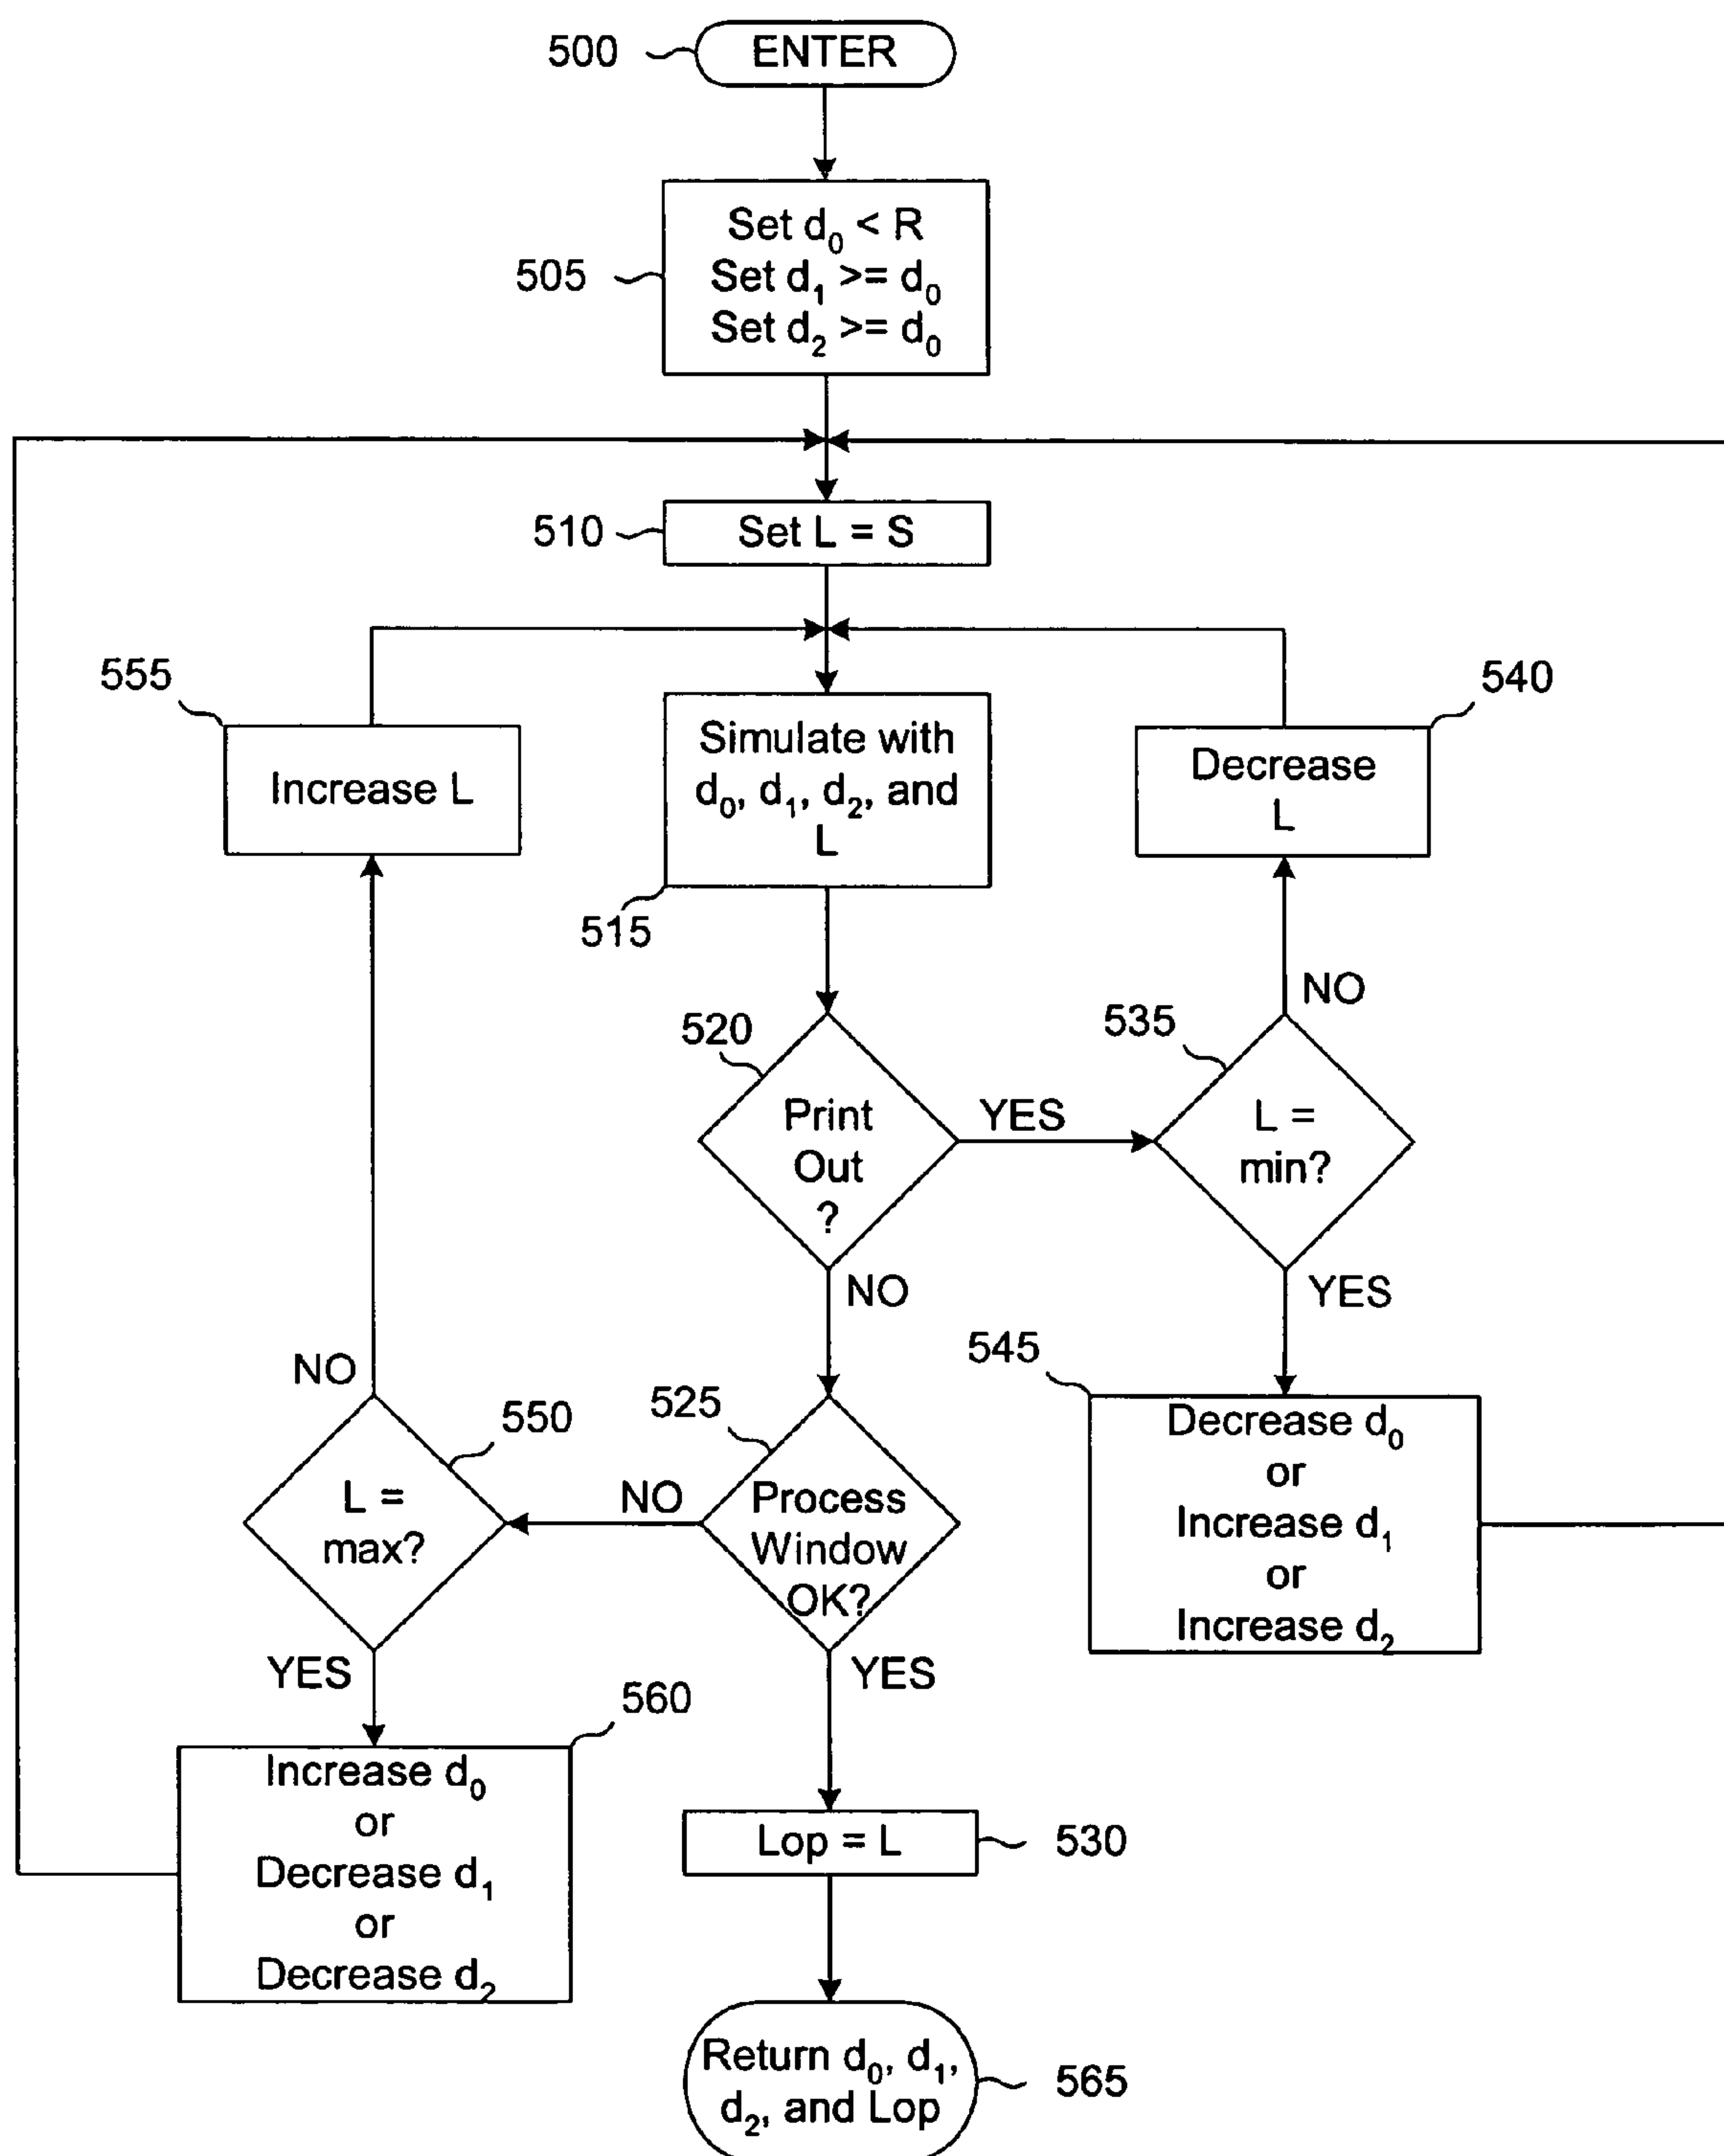 500
ENTER
505
Set d₀ < R
Set d₁ >= d₀
Set d₂ >= d₀
510
Set L = S
555
Increase L
Simulate with
d₀, d₁, d₂, and
L
515
540
Decrease
L
520
Print
Out
?
YES
535
L =
min?
NO
YES
NO
545
Decrease d₀
or
Increase d₁
or
Increase d₂
525
Process
Window
OK?
NO
550
L =
max?
NO
YES
YES
560
Increase d₀
or
Decrease d₁
or
Decrease d₂
Lop = L
530
Return d₀, d₁,
d₂, and Lop
565